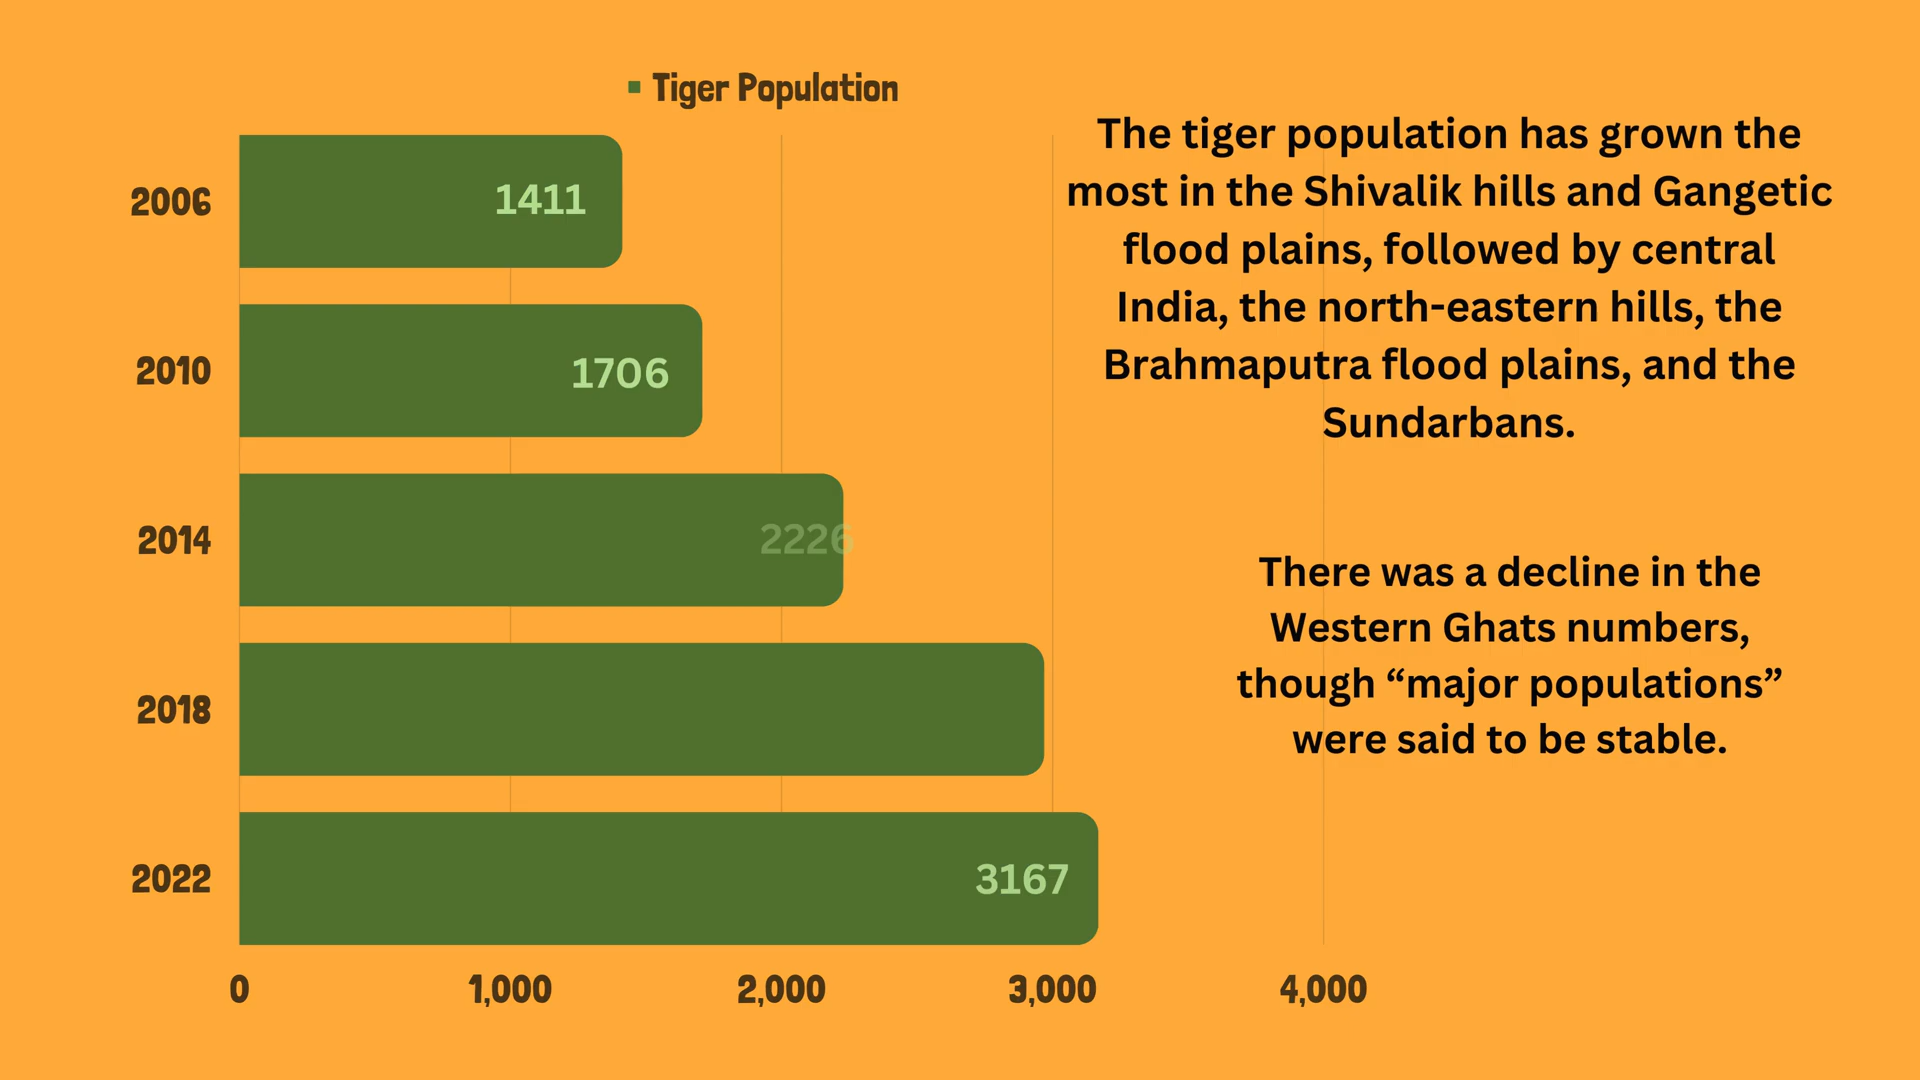 Tiger Population
2006
1411
2010
1706
2014
2226
2018
2022
3167
0
1,000
2,000
3,000
4,000
The tiger population has grown the
most in the Shivalik hills and Gangetic
flood plains, followed by central
India, the north-eastern hills, the
Brahmaputra flood plains, and the
Sundarbans.
There was a decline in the
Western Ghats numbers,
though “major populations”
were said to be stable.